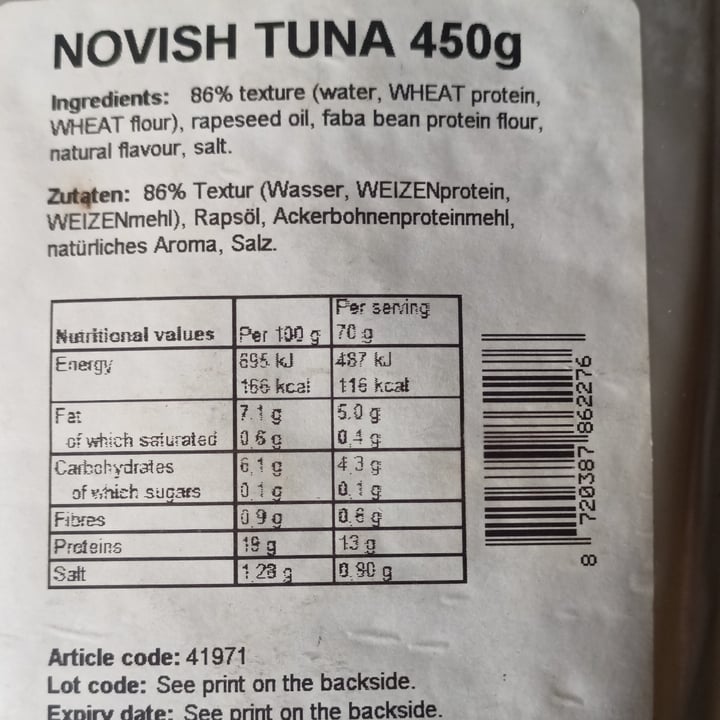 NOVISH TUNA 450g
Ingredients: 86% texture (water, WHEAT protein,
WHEAT flour), rapeseed oil, faba bean protein flour,
natural flavour, salt.
Zutaten: 86% Textur (Wasser, WEIZENprotein,
WEIZENmehl), Rapsöl, Ackerbohnenproteinmehl,
natürliches Aroma, Salz.
Per serving
Nutritional values Per 100 g 70 g
Energy 695 kJ 487 kJ
166 kcal 116 kcal
Fat 7.1 g 5.0 g
of which saturated 0.6 g 0.4 g
Carbohydrates 6.1 g 4.3 g
of which sugars 0.1 g 0.1 g
Fibres 0.9 g 0.6 g
Proteins 19 g 13 g
Salt 1.28 g 0.90 g
8 720387 862276
Article code: 41971
Lot code: See print on the backside.
Expiry date: See print on the backside.